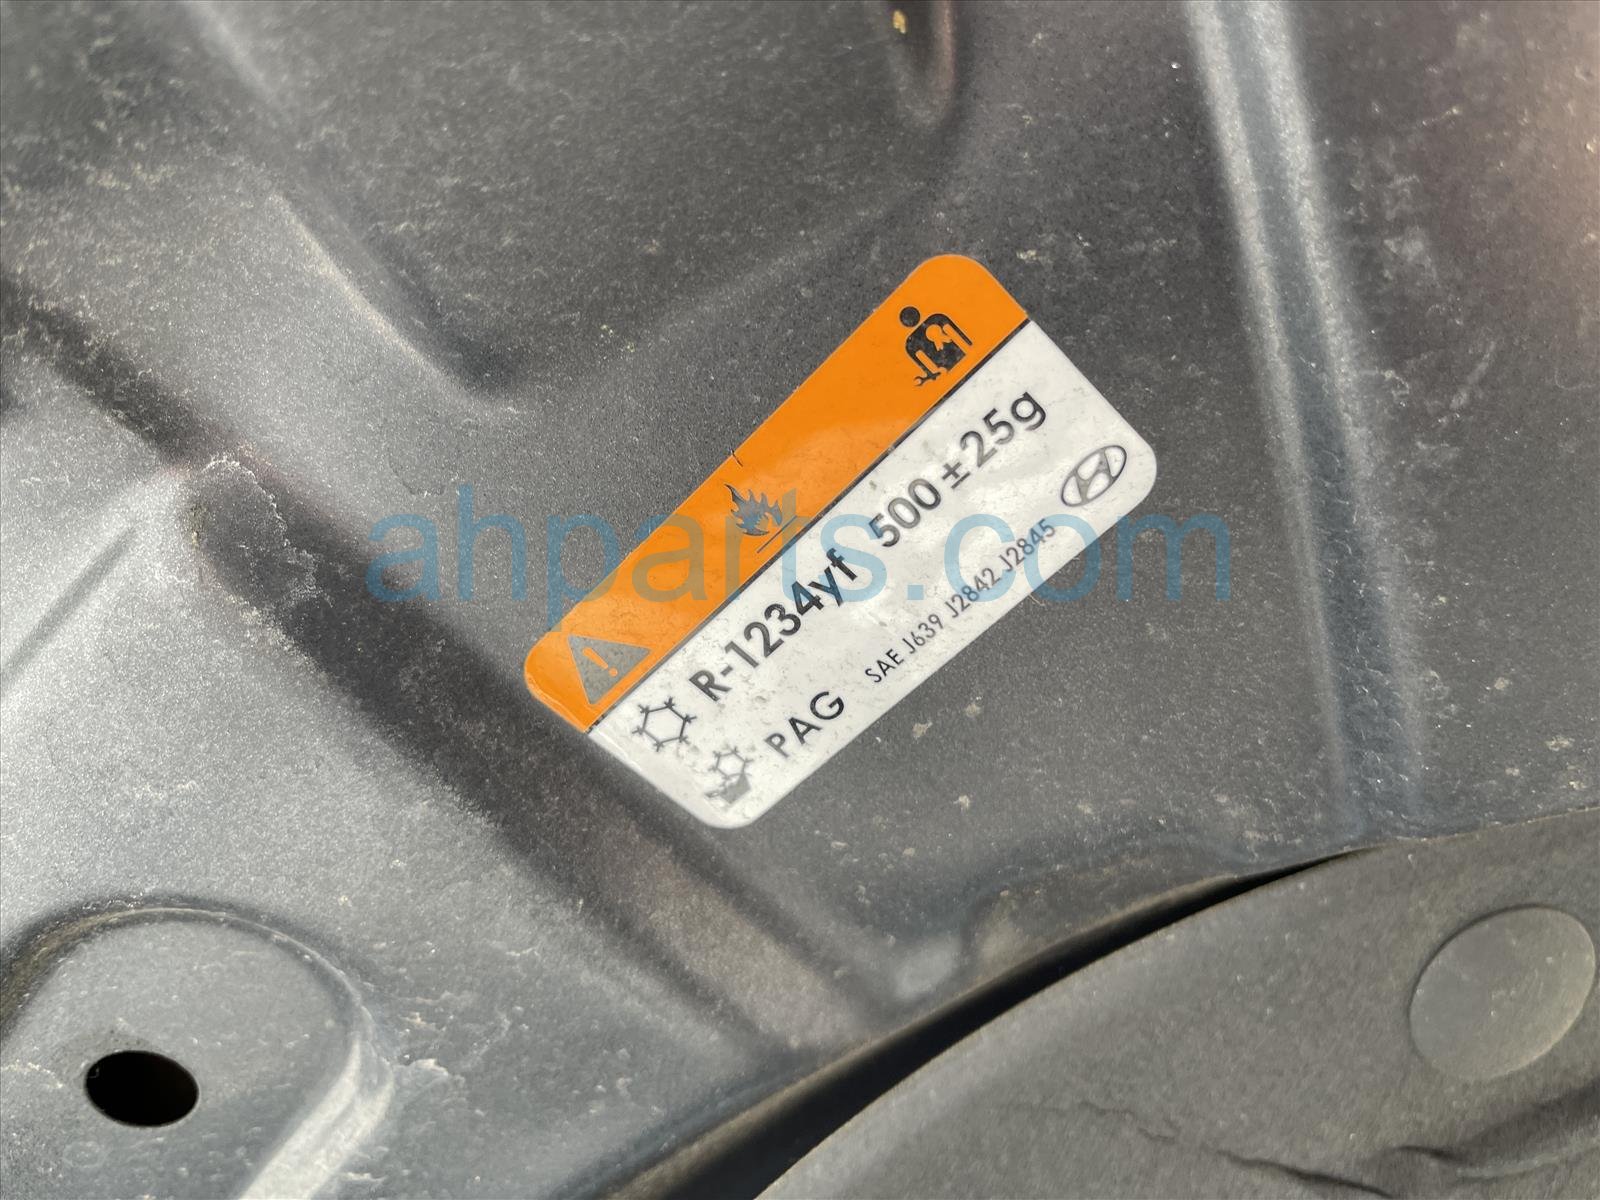 R-1234yf 500 ± 25g
PAG SAE J639 J2842 J2845
ahparts.com